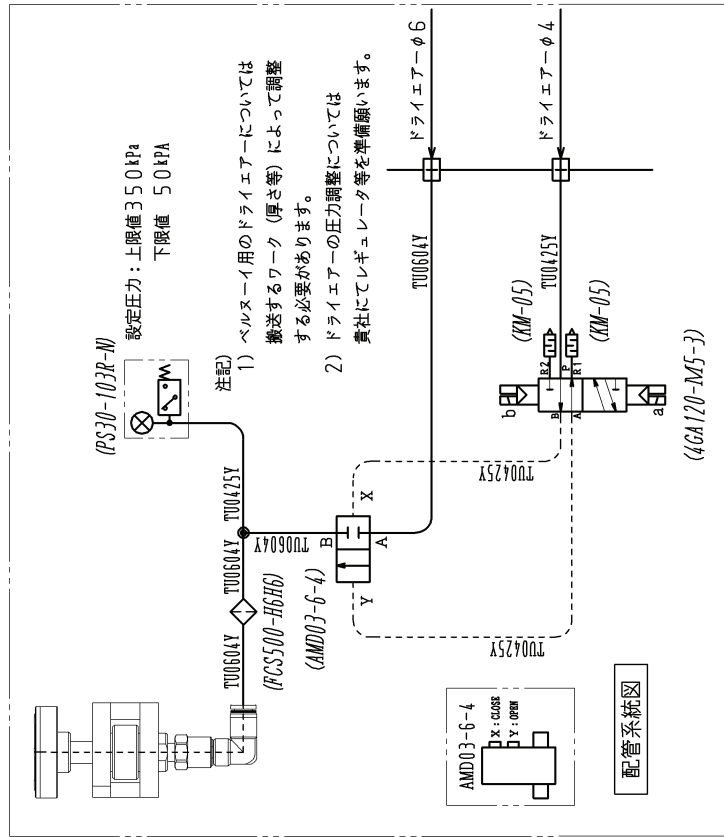 設定圧力：上限値350kPa
下限値 50kPA
(PS30-103R-N)
注記)
1) ベルヌーイ用のドライエアーについては
搬送するワーク（厚さ等）によって調整
する必要があります。
2) ドライエアーの圧力調整については
貴社にてレギュレータ等を準備願います。
TU0604Y
TU0604Y
TU0425Y
(FCS500-H6H6)
TU0604Y
(AMD03-6-4)
B
A
X
Y
TU0604Y
ドライエアーφ6
TU0425Y
ドライエアーφ4
TU0425Y
TU0425Y
(KM-05)
(KM-05)
R2
P
R1
B
A
b
a
(4GA120-M5-3)
AMD03-6-4
X : CLOSE
Y : OPEN
配管系統図